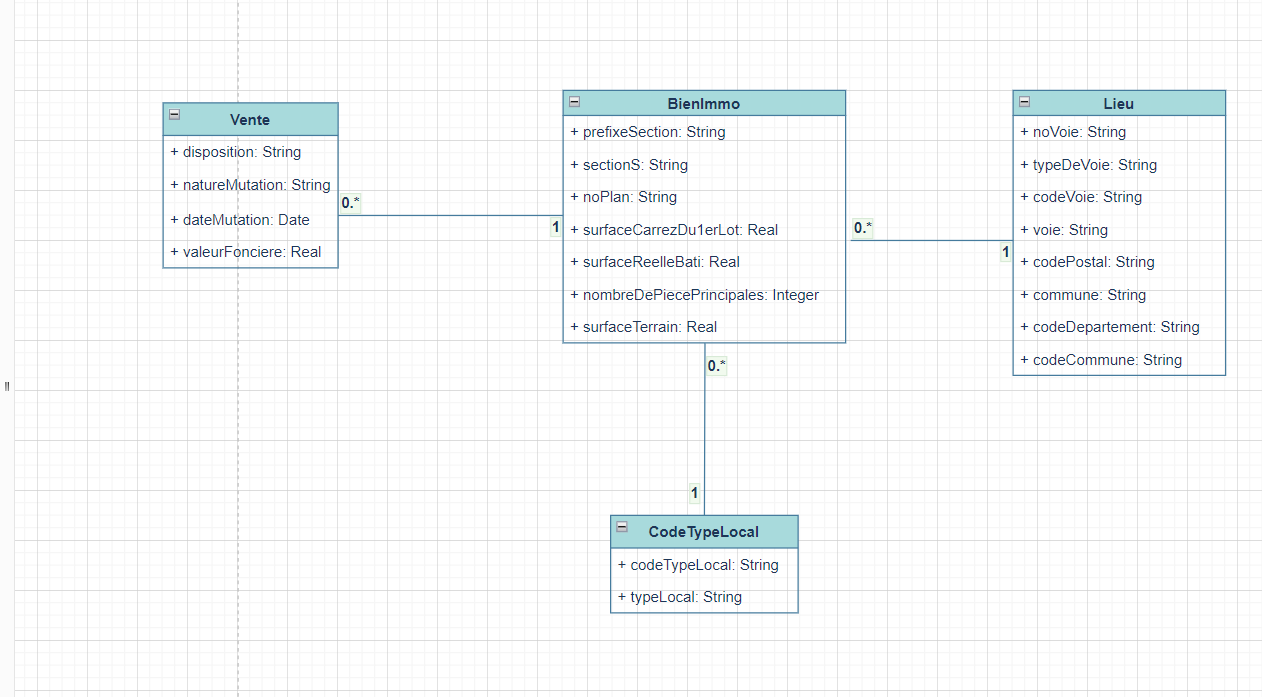 Vente
+ disposition: String
+ natureMutation: String
+ dateMutation: Date
+ valeurFonciere: Real
0.*
1
BienImmo
+ prefixeSection: String
+ sectionS: String
+ noPlan: String
+ surfaceCarrezDu1erLot: Real
+ surfaceReelleBati: Real
+ nombreDePiecePrincipales: Integer
+ surfaceTerrain: Real
0.*
1
Lieu
+ noVoie: String
+ typeDeVoie: String
+ codeVoie: String
+ voie: String
+ codePostal: String
+ commune: String
+ codeDepartement: String
+ codeCommune: String
0.*
1
CodeTypeLocal
+ codeTypeLocal: String
+ typeLocal: String